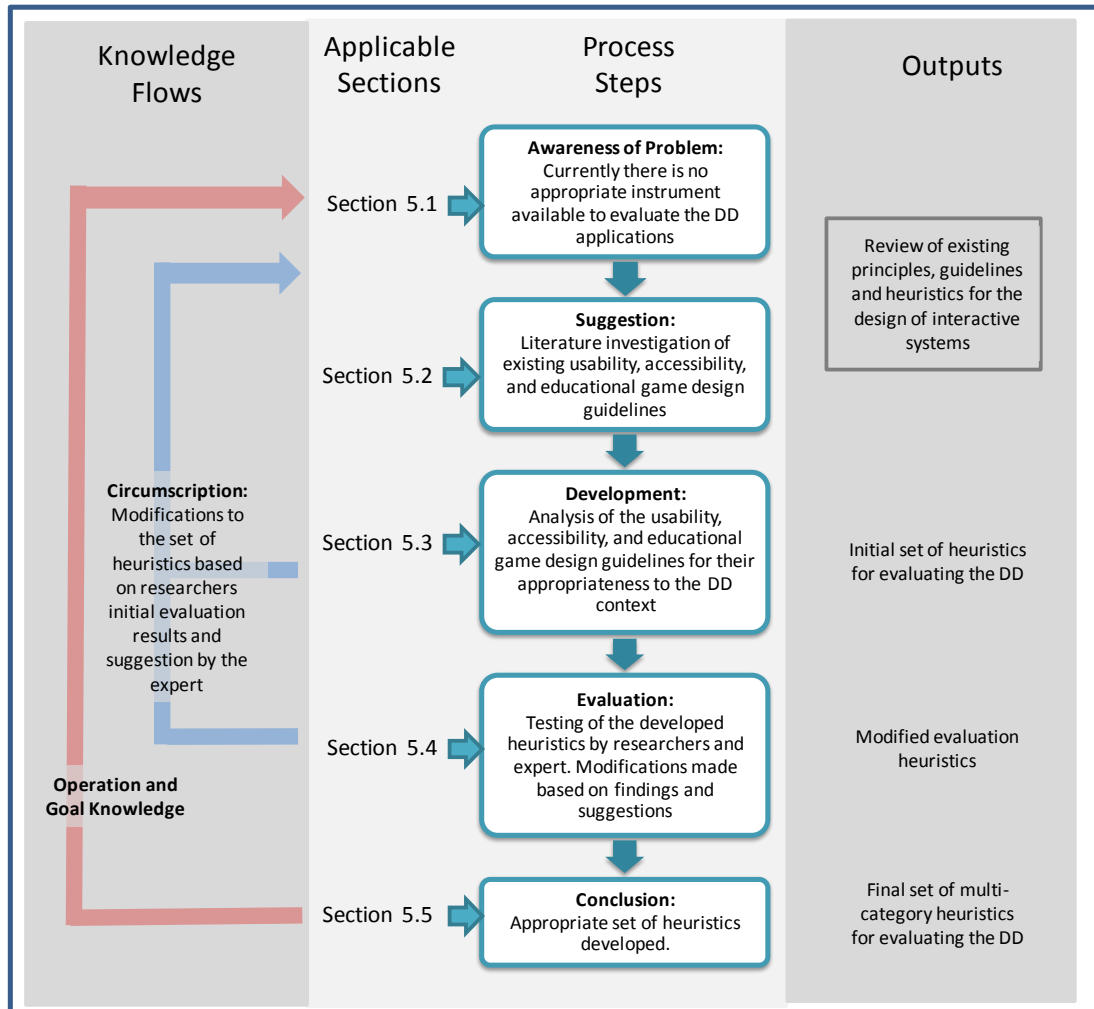 Knowledge
Flows
Applicable
Sections
Process
Steps
Outputs
Awareness of Problem:
Currently there is no
appropriate instrument
available to evaluate the DD
applications
Section 5.1
Review of existing
principles, guidelines
and heuristics for the
design of interactive
systems
Suggestion:
Literature investigation of
existing usability, accessibility,
and educational game design
guidelines
Section 5.2
Circumscription:
Modifications to
the set of
heuristics based
on researchers
initial evaluation
results and
suggestion by the
expert
Development:
Analysis of the usability,
accessibility, and educational
game design guidelines for their
appropriateness to the DD
context
Section 5.3
Initial set of heuristics
for evaluating the DD
Evaluation:
Testing of the developed
heuristics by researchers and
expert. Modifications made
based on findings and
suggestions
Section 5.4
Modified evaluation
heuristics
Operation and
Goal Knowledge
Conclusion:
Appropriate set of heuristics
developed.
Section 5.5
Final set of multi-
category heuristics
for evaluating the DD